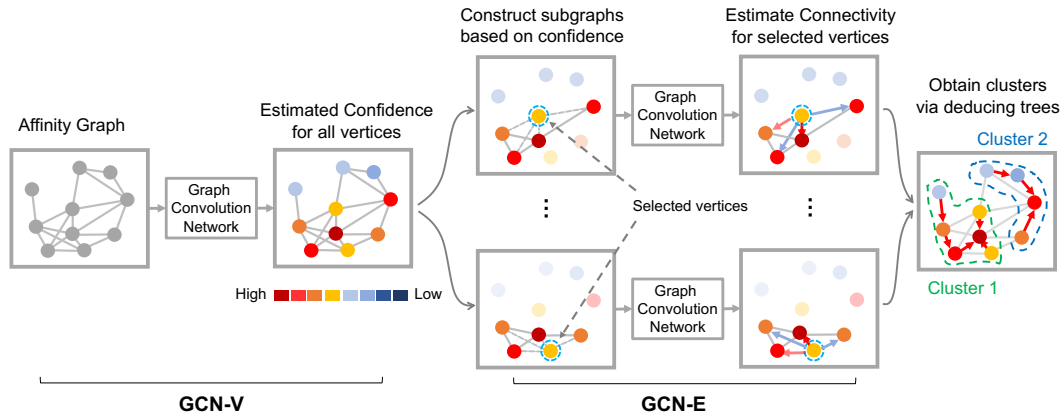 Affinity Graph
Graph
Convolution
Network
Estimated Confidence
for all vertices
High
Low
GCN-V
Construct subgraphs
based on confidence
Graph
Convolution
Network
Estimate Connectivity
for selected vertices
...
Selected vertices
...
Graph
Convolution
Network
GCN-E
Obtain clusters
via deducing trees
Cluster 2
Cluster 1